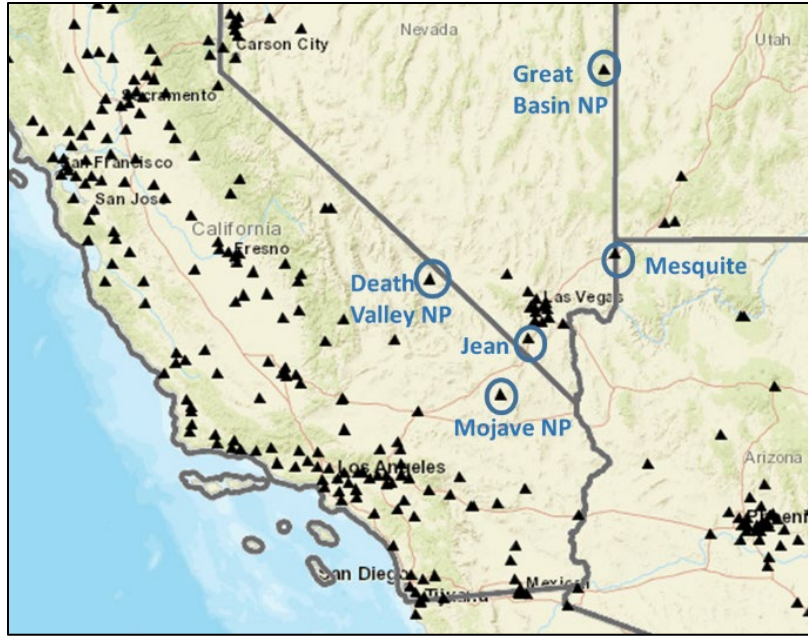 Nevada
Carson City
Utah
Great
Basin NP
Sacramento
San Francisco
San Jose
California
Fresno
Death
Valley NP
Mesquite
Las Vegas
Jean
Mojave NP
Arizona
Los Angeles
San Diego
Mexicali
Tijuana